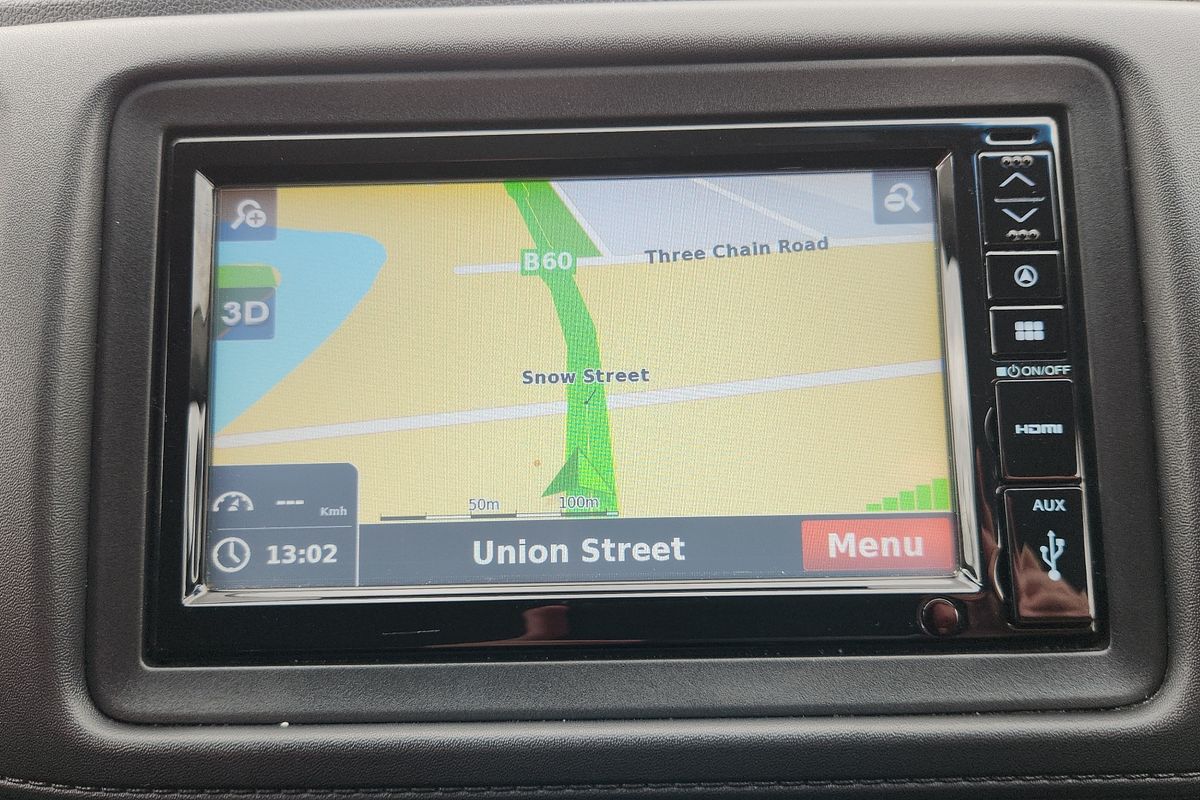 B60
Three Chain Road
3D
Snow Street
50m
100m
---
Kmh
13:02
Union Street
Menu
ON/OFF
HDMI
AUX